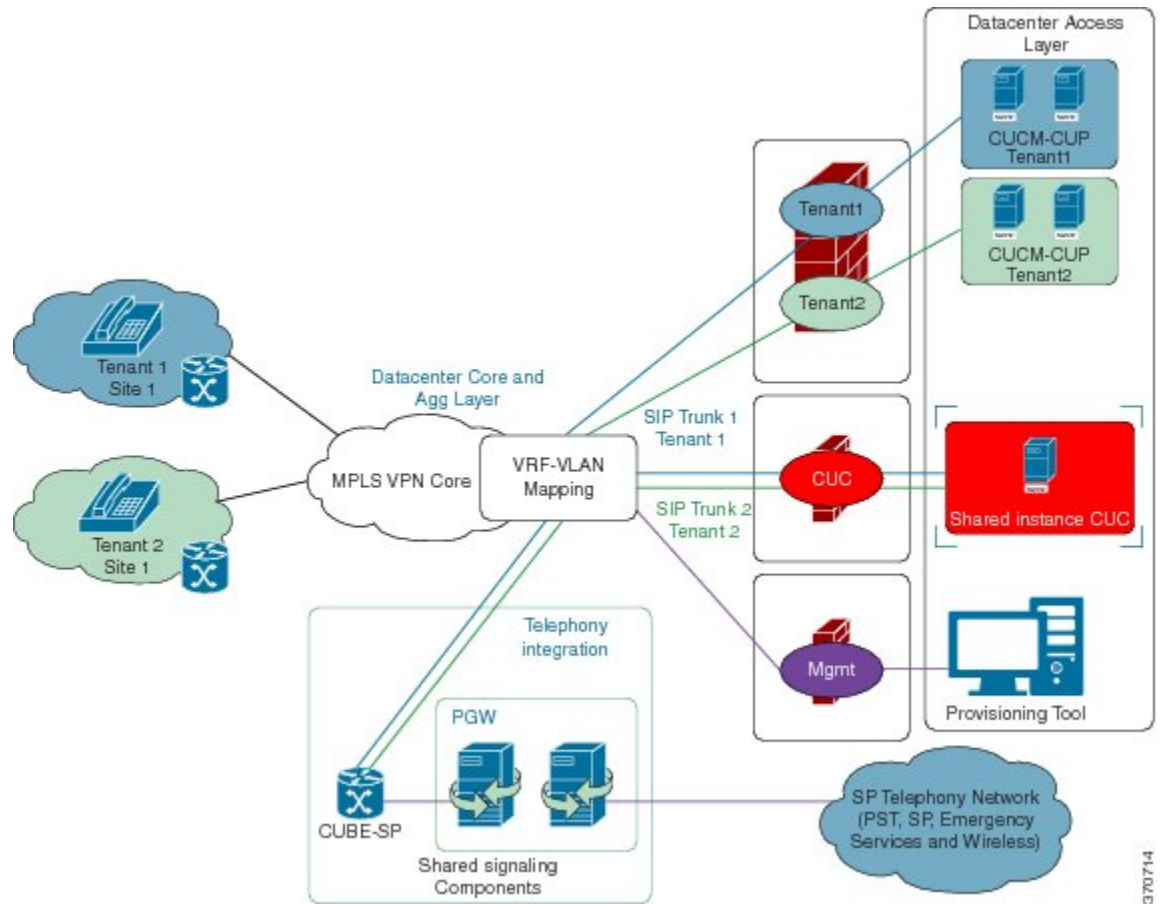 Datacenter Access
Layer
CUCM-CUP
Tenant1
CUCM-CUP
Tenant2
Tenant1
Tenant2
Tenant 1
Site 1
Datacenter Core and
Agg Layer
SIP Trunk 1
Tenant 1
MPLS VPN Core
VRF-VLAN
Mapping
CUC
Shared instance CUC
SIP Trunk 2
Tenant 2
Tenant 2
Site 1
Telephony
integration
Mgmt
Provisioning Tool
PGW
CUBE-SP
Shared signaling
Components
SP Telephony Network
(PST, SP, Emergency
Services and Wireless)
370714